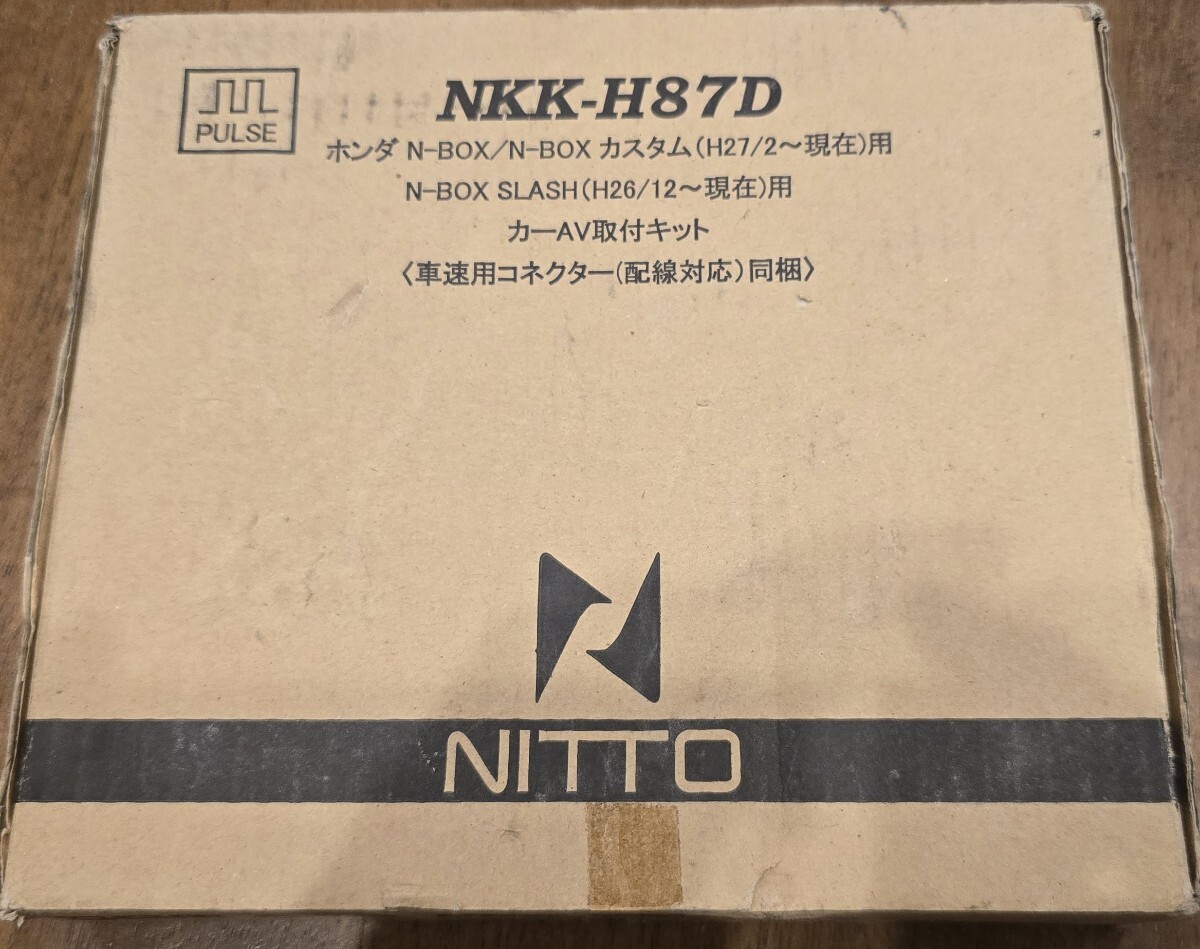 PULSE
NKK-H87D
ホンダ N-BOX/N-BOX カスタム(H27/2～現在)用
N-BOX SLASH(H26/12～現在)用
カーAV取付キット
〈車速用コネクター(配線対応)同梱〉
NITTO